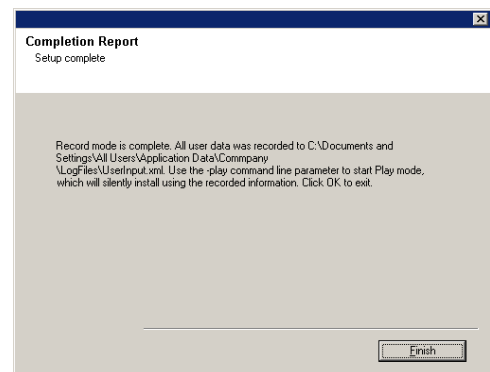 Completion Report
Setup complete
Record mode is complete. All user data was recorded to C:\Documents and
Settings\All Users\Application Data\Commpany
\LogFiles\UserInput.xml. Use the -play command line parameter to start Play mode,
which will silently install using the recorded information. Click OK to exit.
Finish